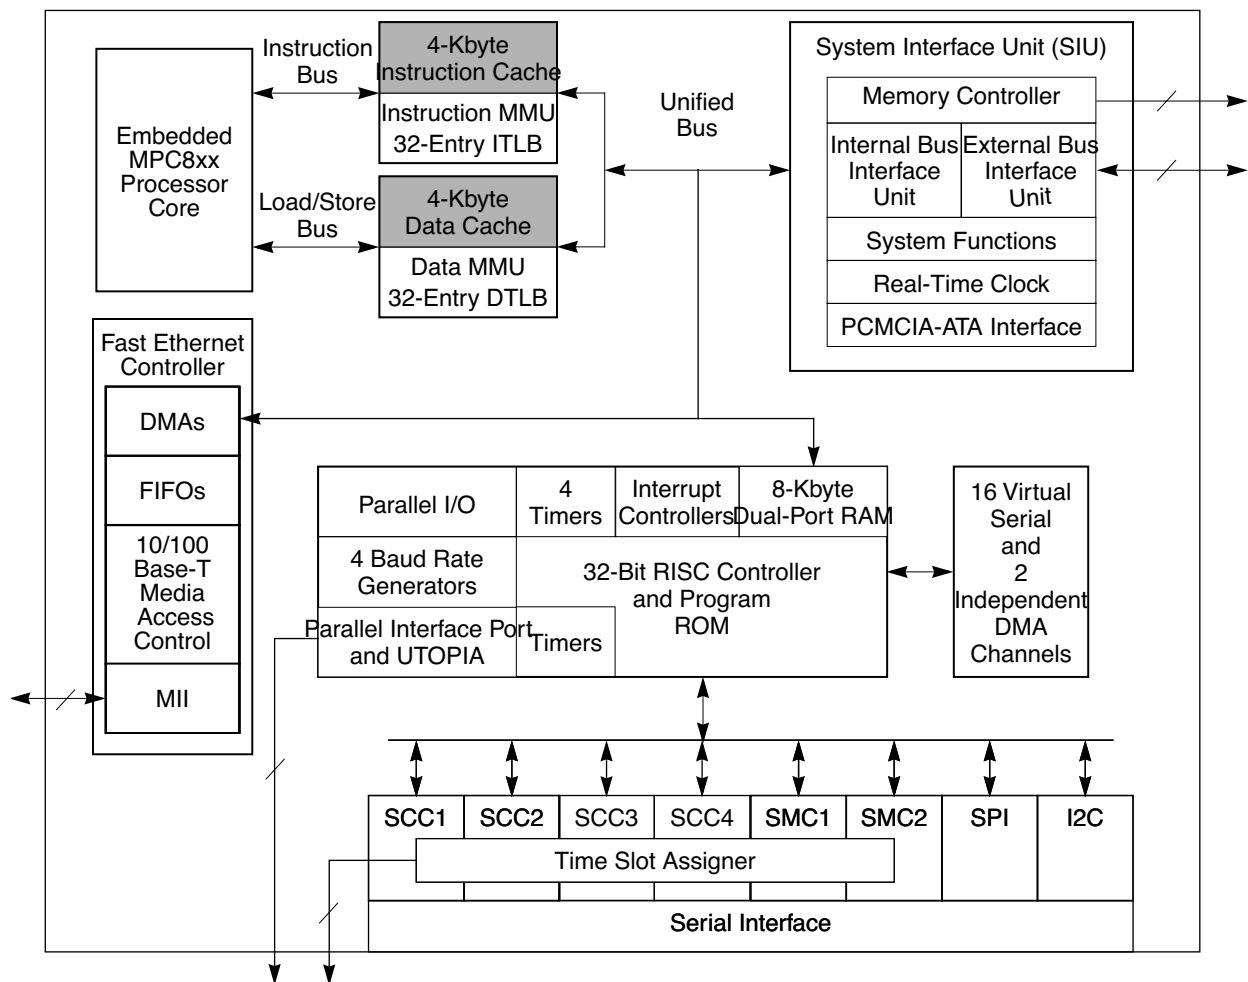 Embedded
MPC8xx
Processor
Core
Instruction
Bus
Load/Store
Bus
4-Kbyte
Instruction Cache
Instruction MMU
32-Entry ITLB
4-Kbyte
Data Cache
Data MMU
32-Entry DTLB
Unified
Bus
System Interface Unit (SIU)
Memory Controller
Internal Bus
Interface
Unit
External Bus
Interface
Unit
System Functions
Real-Time Clock
PCMCIA-ATA Interface
Fast Ethernet
Controller
DMAs
FIFOs
10/100
Base-T
Media
Access
Control
MII
Parallel I/O
4
Timers
Interrupt
Controllers
8-Kbyte
Dual-Port RAM
4 Baud Rate
Generators
32-Bit RISC Controller
and Program
ROM
Parallel Interface Port
and UTOPIA
Timers
16 Virtual
Serial
and
2
Independent
DMA
Channels
SCC1
SCC2
SCC3
SCC4
SMC1
SMC2
SPI
I2C
Time Slot Assigner
Serial Interface